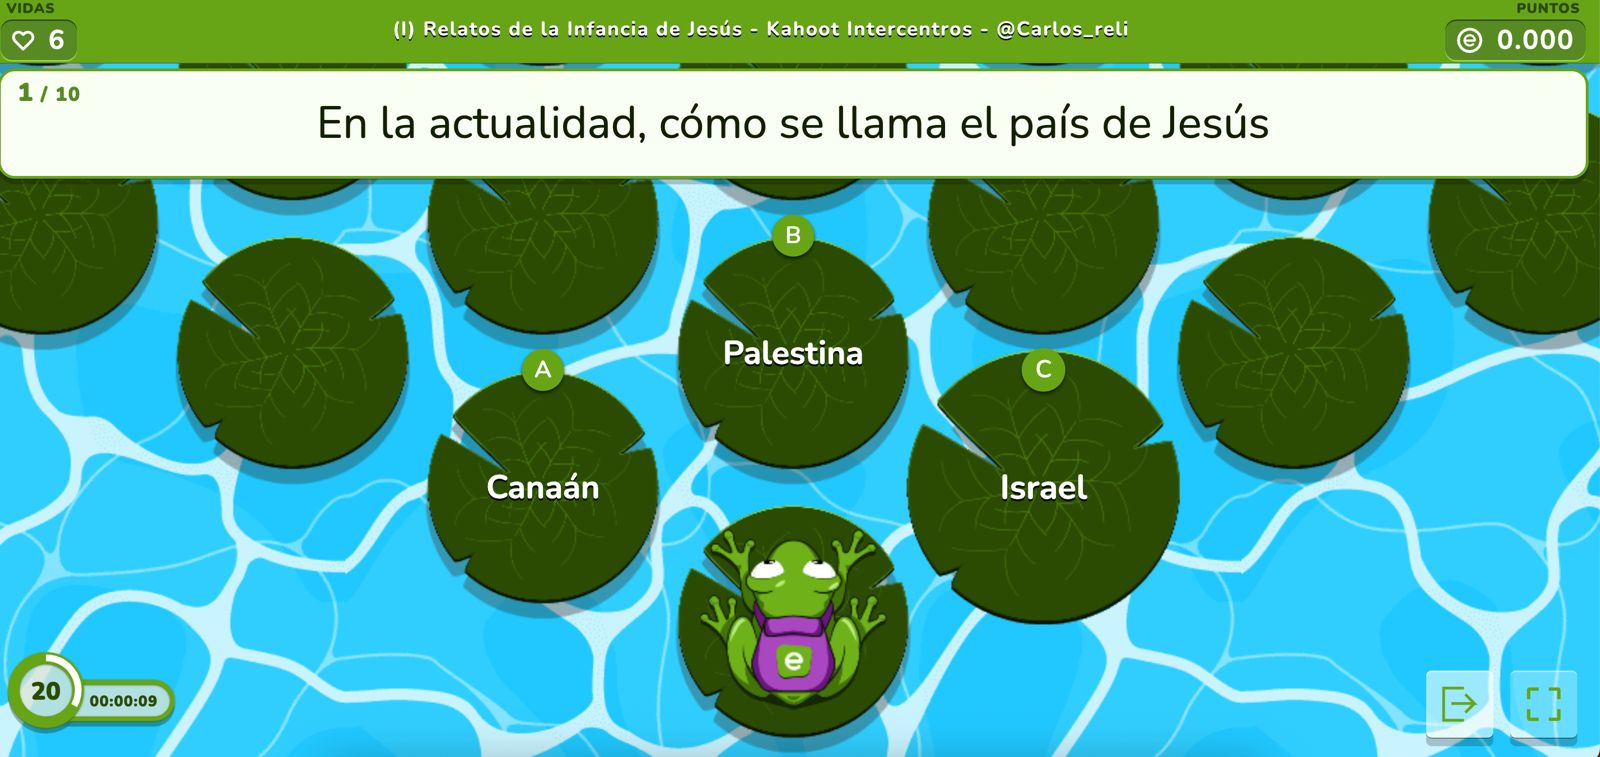 VIDAS
6
(I) Relatos de la Infancia de Jesús - Kahoot Intercentros - @Carlos_reli
PUNTOS
e 0.000
1 / 10
En la actualidad, cómo se llama el país de Jesús
B
Palestina
A
Canaán
C
Israel
e
20
00:00:09